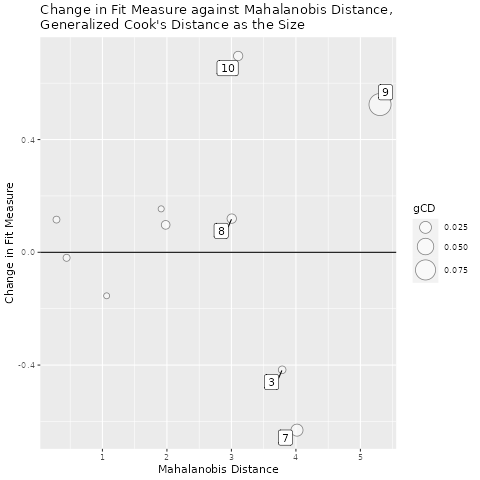 Change in Fit Measure against Mahalanobis Distance,
Generalized Cook's Distance as the Size
10
9
0.4
8
0.0
-0.4
3
7
1 2 3 4 5
Mahalanobis Distance
Change in Fit Measure
gCD
0.025
0.050
0.075